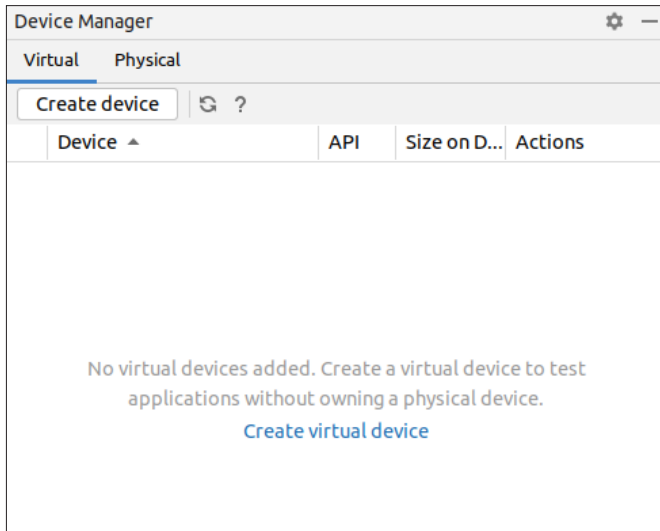 Device Manager
Virtual Physical
Create device ?
Device API Size on D... Actions
No virtual devices added. Create a virtual device to test
applications without owning a physical device.
Create virtual device